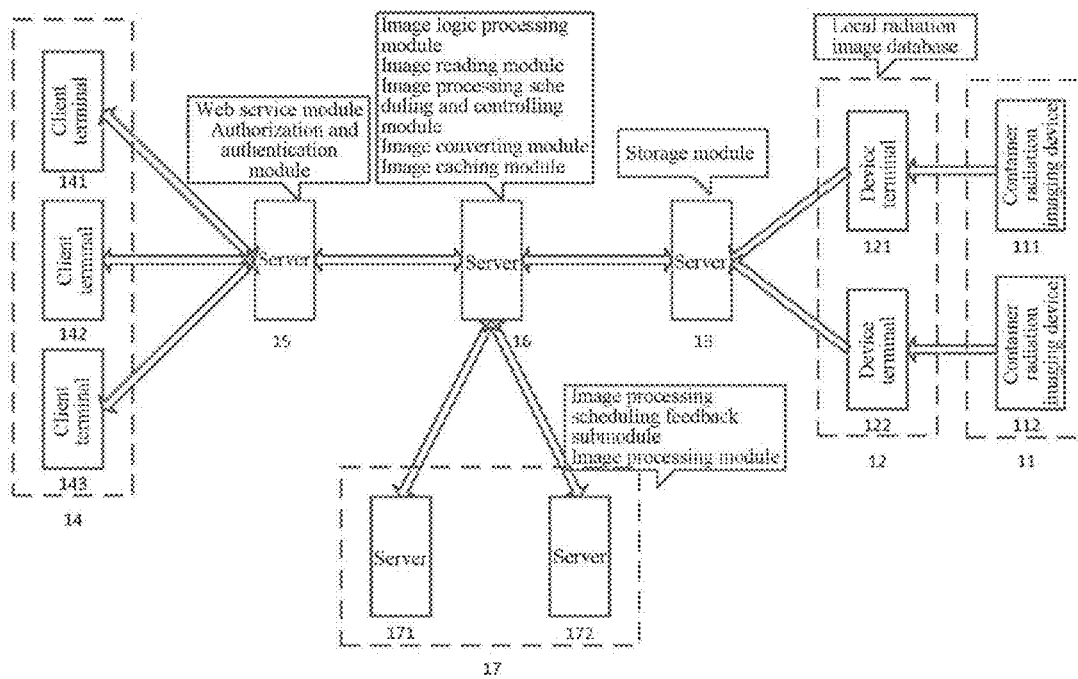 Client
terminal
141
Client
terminal
142
Client
terminal
143
14
Web service module
Authorization and
authentication
module
Server
15
Image logic processing
module
Image reading module
Image processing sche
duling and controlling
module
Image converting module
Image caching module
Server
16
Storage module
Server
13
Local radiation
image database
Device
terminal
121
Device
terminal
122
12
Container
radiation
imaging device
111
Container
radiation
imaging device
112
11
Image processing
scheduling feedback
submodule
Image processing module
Server
171
Server
172
17